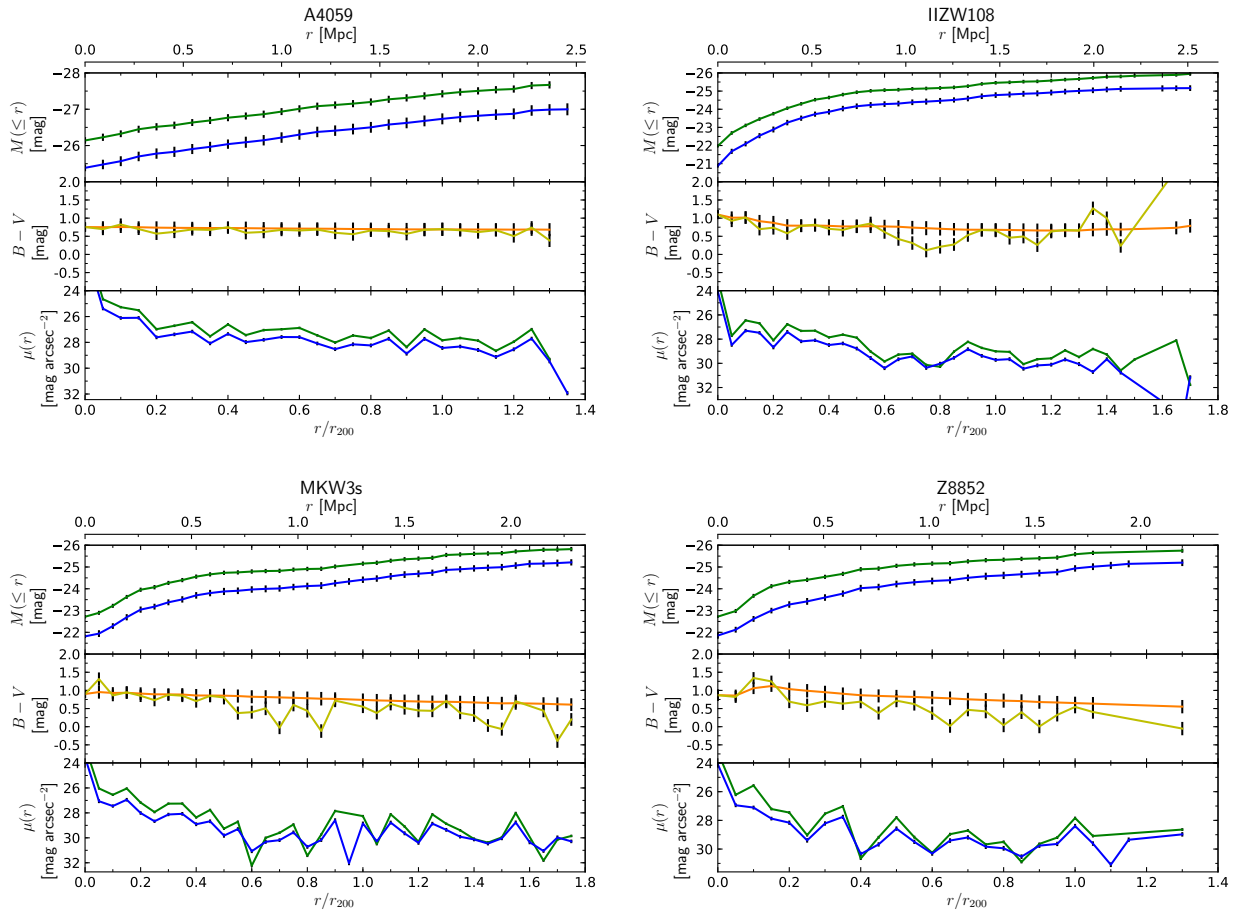 A4059
r [Mpc]
0.0 0.5 1.0 1.5 2.0 2.5
−28
−27
−26
M(≤ r)
[mag]
2.0
1.5
1.0
0.5
0.0
−0.5
B − V
[mag]
24
26
28
30
32
μ(r)
[mag arcsec−2]
0.0 0.2 0.4 0.6 0.8 1.0 1.2 1.4
r/r200
IIZW108
r [Mpc]
0.0 0.5 1.0 1.5 2.0 2.5
−26
−25
−24
−23
−22
−21
M(≤ r)
[mag]
2.0
1.5
1.0
0.5
0.0
−0.5
B − V
[mag]
24
26
28
30
32
μ(r)
[mag arcsec−2]
0.0 0.2 0.4 0.6 0.8 1.0 1.2 1.4 1.6 1.8
r/r200
MKW3s
r [Mpc]
0.0 0.5 1.0 1.5 2.0
−26
−25
−24
−23
−22
M(≤ r)
[mag]
2.0
1.5
1.0
0.5
0.0
−0.5
B − V
[mag]
24
26
28
30
32
μ(r)
[mag arcsec−2]
0.0 0.2 0.4 0.6 0.8 1.0 1.2 1.4 1.6 1.8
r/r200
Z8852
r [Mpc]
0.0 0.5 1.0 1.5 2.0
−26
−25
−24
−23
−22
M(≤ r)
[mag]
2.0
1.5
1.0
0.5
0.0
−0.5
B − V
[mag]
24
26
28
30
32
μ(r)
[mag arcsec−2]
0.0 0.2 0.4 0.6 0.8 1.0 1.2 1.4
r/r200